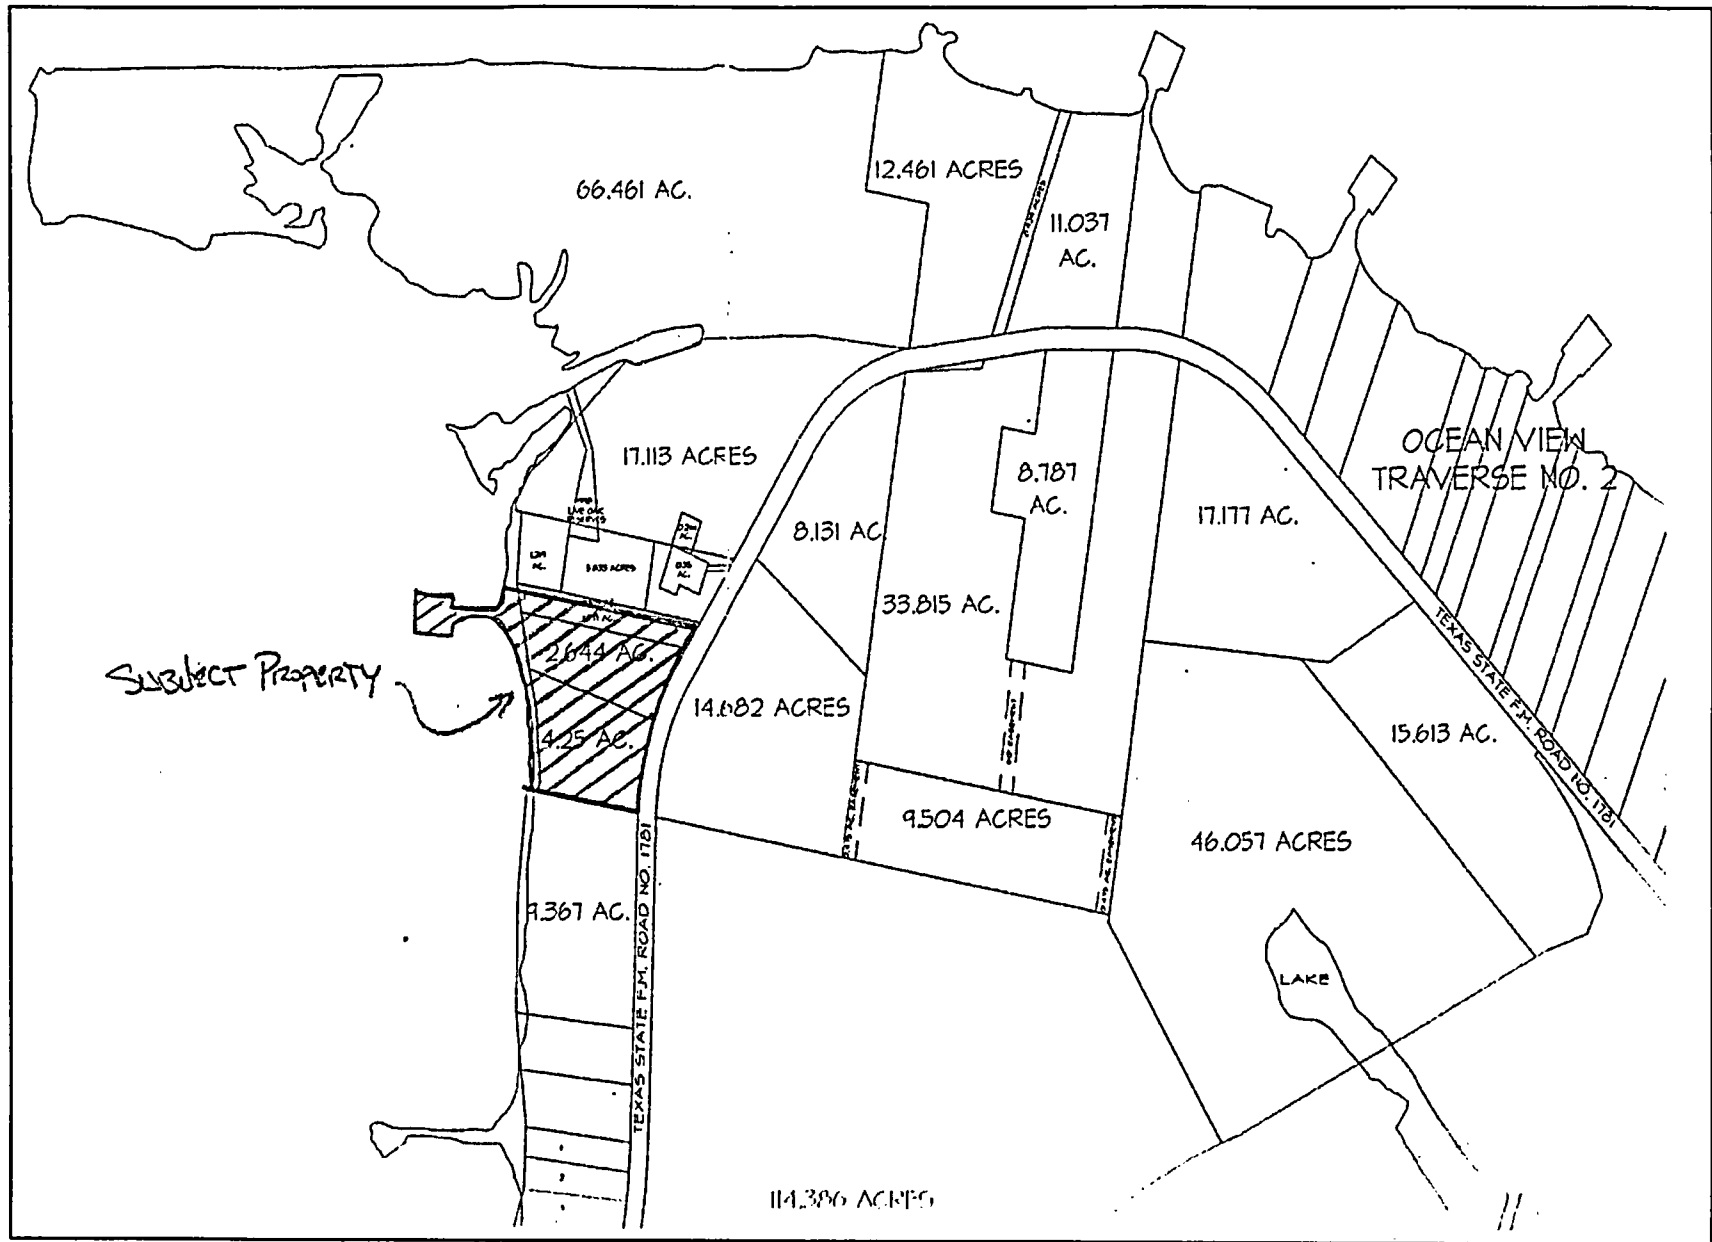 66.461 AC.
12.461 ACRES
11.037
AC.
17.113 ACRES
8.131 AC.
8.787
AC.
17.177 AC.
OCEAN VIEW
TRAVERSE NO. 2
33.815 AC.
2.644 AC.
SUBJECT PROPERTY
4.25 AC.
14.682 ACRES
15.613 AC.
TEXAS STATE F.M. ROAD NO. 1781
9.504 ACRES
46.057 ACRES
9.367 AC.
TEXAS STATE F.M. ROAD NO. 1781
LAKE
114.386 ACRES